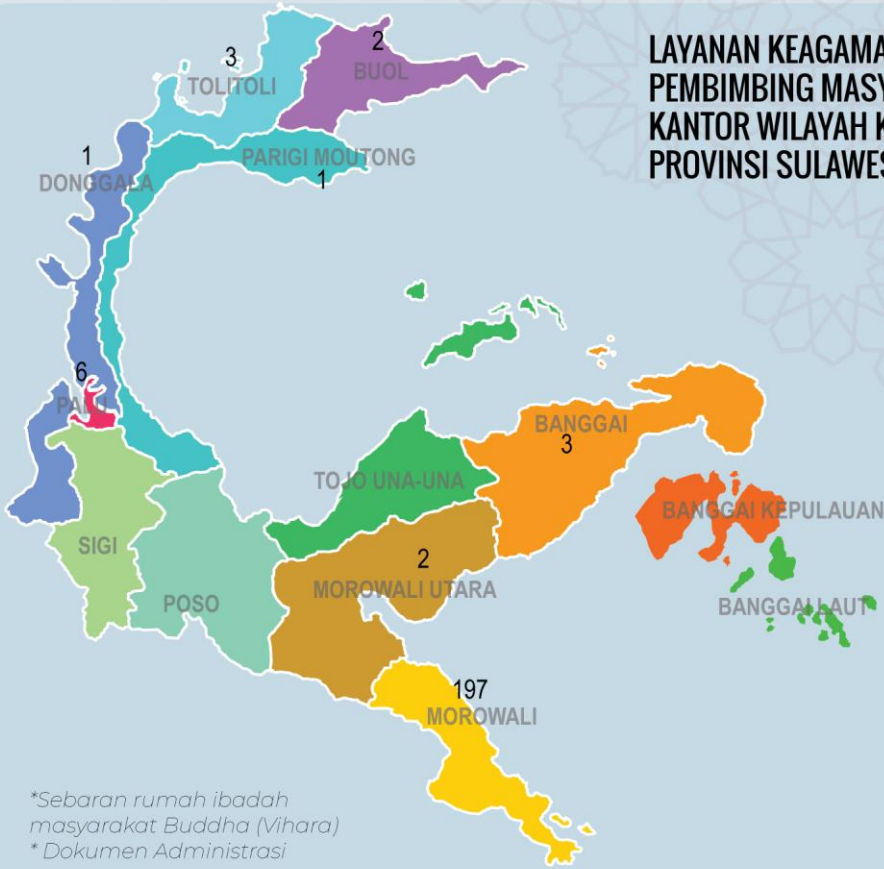 LAYANAN KEAGAMA
PEMBIMBING MASY
KANTOR WILAYAH K
PROVINSI SULAWES
3
TOLITOLI
2
BUOL
1
DONGGALA
PARIGI MOUTONG
1
6
PALU
BANGGAI
3
TOJO UNA-UNA
BANGGAI KEPULAUAN
SIGI
2
MOROWALI UTARA
POSO
BANGGAI LAUT
197
MOROWALI
*Sebaran rumah ibadah
masyarakat Buddha (Vihara)
* Dokumen Administrasi